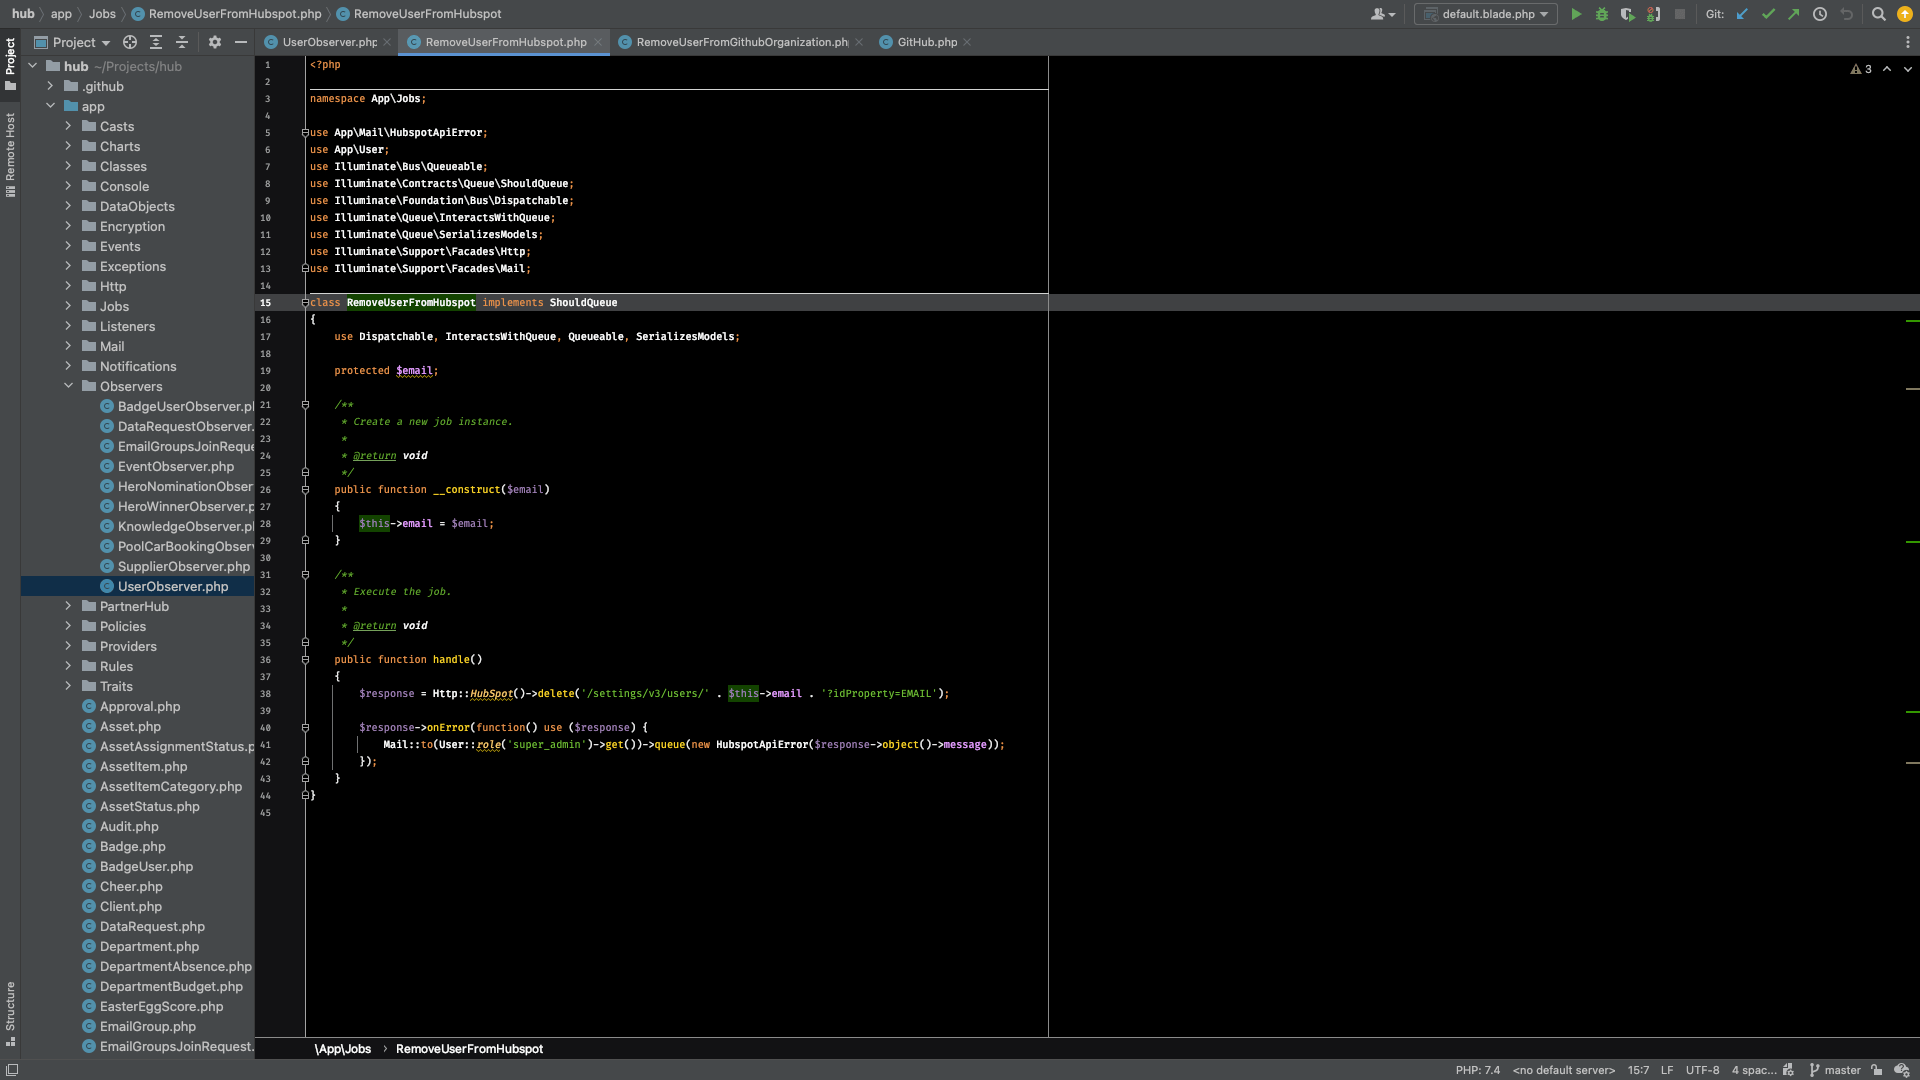 hub app Jobs RemoveUserFromHubspot.php RemoveUserFromHubspot
default.blade.php
Git:
Project
UserObserver.php
RemoveUserFromHubspot.php
RemoveUserFromGithubOrganization.ph
GitHub.php
Project
Remote Host
Structure
hub ~/Projects/hub
.github
app
Casts
Charts
Classes
Console
DataObjects
Encryption
Events
Exceptions
Http
Jobs
Listeners
Mail
Notifications
Observers
BadgeUserObserver.p
DataRequestObserver.
EmailGroupsJoinReque
EventObserver.php
HeroNominationObser
HeroWinnerObserver.p
KnowledgeObserver.p
PoolCarBookingObserv
SupplierObserver.php
UserObserver.php
PartnerHub
Policies
Providers
Rules
Traits
Approval.php
Asset.php
AssetAssignmentStatus.p
AssetItem.php
AssetItemCategory.php
AssetStatus.php
Audit.php
Badge.php
BadgeUser.php
Cheer.php
Client.php
DataRequest.php
Department.php
DepartmentAbsence.php
DepartmentBudget.php
EasterEggScore.php
EmailGroup.php
EmailGroupsJoinRequest.
3
1 <?php
2
3 namespace App\Jobs;
4
5 use App\Mail\HubspotApiError;
6 use App\User;
7 use Illuminate\Bus\Queueable;
8 use Illuminate\Contracts\Queue\ShouldQueue;
9 use Illuminate\Foundation\Bus\Dispatchable;
10 use Illuminate\Queue\InteractsWithQueue;
11 use Illuminate\Queue\SerializesModels;
12 use Illuminate\Support\Facades\Http;
13 use Illuminate\Support\Facades\Mail;
14
15 class RemoveUserFromHubspot implements ShouldQueue
16 {
17 use Dispatchable, InteractsWithQueue, Queueable, SerializesModels;
18
19 protected $email;
20
21 /**
22 * Create a new job instance.
23 *
24 * @return void
25 */
26 public function __construct($email)
27 {
28 $this->email = $email;
29 }
30
31 /**
32 * Execute the job.
33 *
34 * @return void
35 */
36 public function handle()
37 {
38 $response = Http::HubSpot()->delete('/settings/v3/users/' . $this->email . '?idProperty=EMAIL');
39
40 $response->onError(function() use ($response) {
41 Mail::to(User::role('super_admin')->get())->queue(new HubspotApiError($response->object()->message));
42 });
43 }
44 }
45
\App\Jobs RemoveUserFromHubspot
PHP: 7.4 <no default server> 15:7 LF UTF-8 4 spac... master